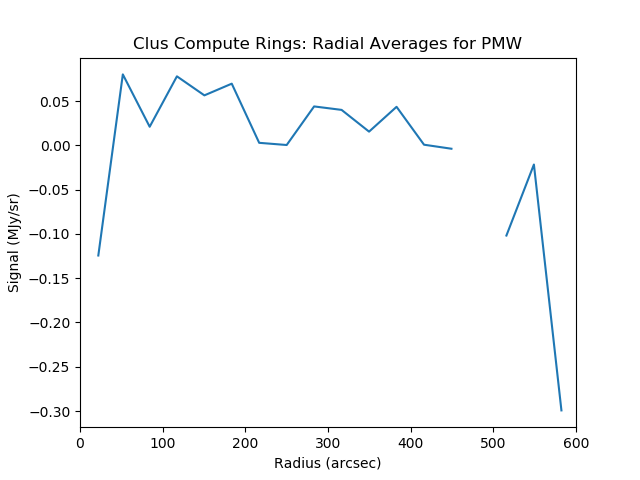 Clus Compute Rings: Radial Averages for PMW
0.05
0.00
−0.05
−0.10
−0.15
−0.20
−0.25
−0.30
Signal (MJy/sr)
0 100 200 300 400 500 600
Radius (arcsec)